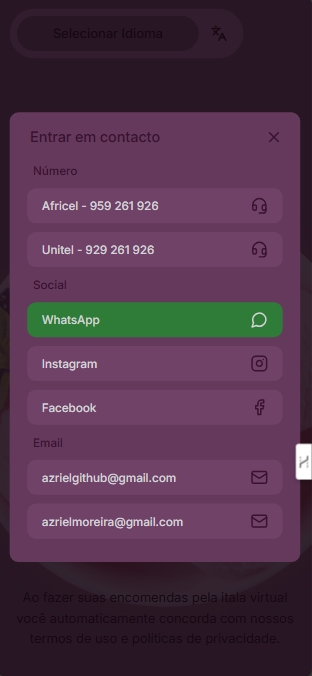 Selecionar Idioma
Entrar em contacto
Número
Africel - 959 261 926
Unitel - 929 261 926
Social
WhatsApp
Instagram
Facebook
Email
azrielgithub@gmail.com
azrielmoreira@gmail.com
Ao fazer suas encomendas pela itala virtual
você automaticamente concorda com nossos
termos de uso e políticas de privacidade.